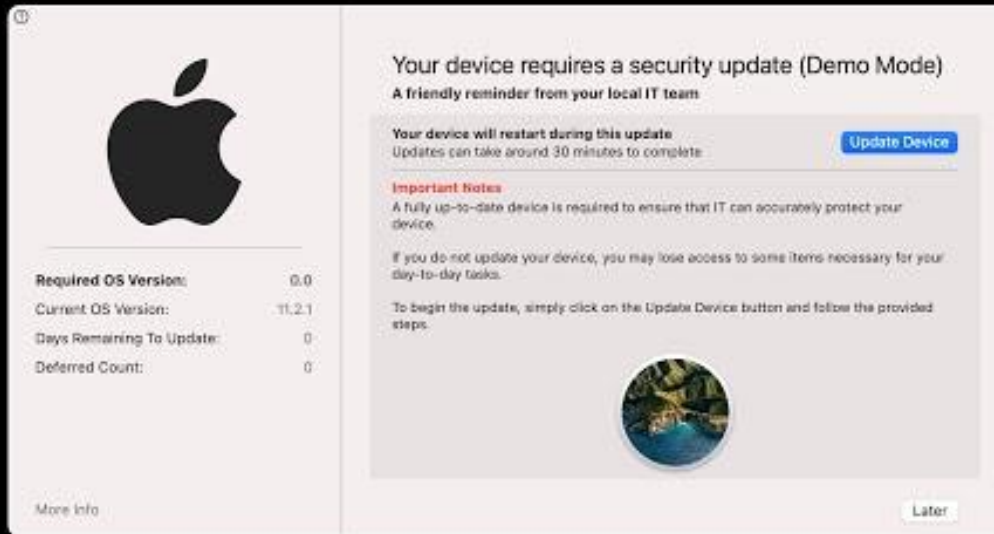 Your device requires a security update (Demo Mode)
A friendly reminder from your local IT team
Your device will restart during this update
Updates can take around 30 minutes to complete
Update Device
Important Notes
A fully up-to-date device is required to ensure that IT can accurately protect your
device.
If you do not update your device, you may lose access to some items necessary for your
day-to-day tasks.
To begin the update, simply click on the Update Device button and follow the provided
steps.
Required OS Version: 0.0
Current OS Version: 11.2.1
Days Remaining To Update: 0
Deferred Count: 0
More Info
Later